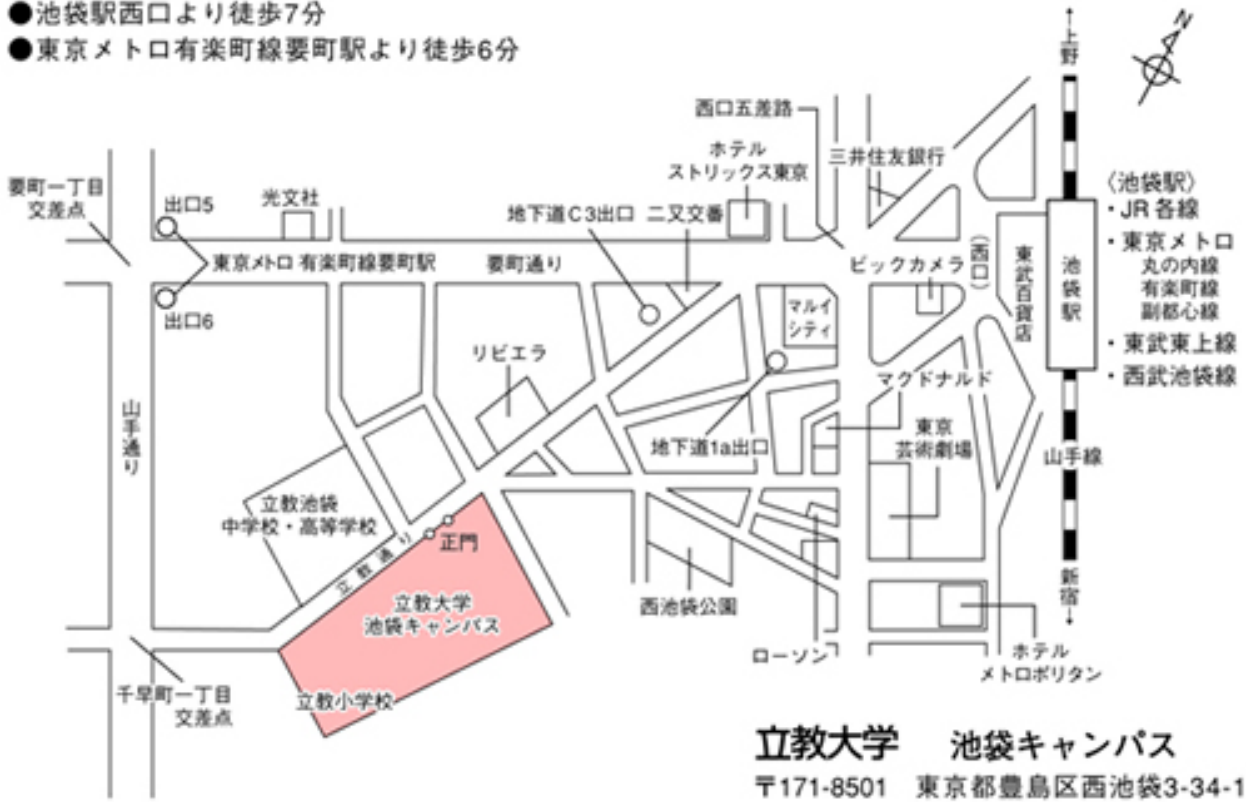 ●池袋駅西口より徒歩7分
●東京メトロ有楽町線要町駅より徒歩6分
上野
N
西口五差路
ホテル
ストリックス東京
三井住友銀行
要町一丁目
交差点
出口5
光文社
地下道C3出口
二又交番
〈池袋駅〉
・JR 各線
・東京メトロ
丸の内線
有楽町線
副都心線
・東武東上線
・西武池袋線
東京メトロ 有楽町線要町駅
要町通り
ビックカメラ
(西口)
東武百貨店
池袋駅
出口6
マルイ
シティ
リビエラ
マクドナルド
山手通り
地下道1a出口
東京
芸術劇場
山手線
立教池袋
中学校・高等学校
正門
立教通り
立教大学
池袋キャンパス
西池袋公園
新宿
ローソン
ホテル
メトロポリタン
千早町一丁目
交差点
立教小学校
立教大学 池袋キャンパス
〒171-8501 東京都豊島区西池袋3-34-1